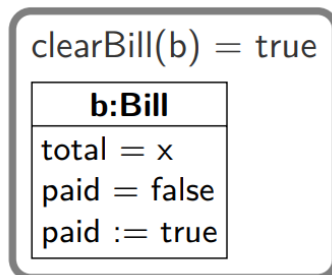 clearBill(b) = true
b:Bill
total = x
paid = false
paid := true